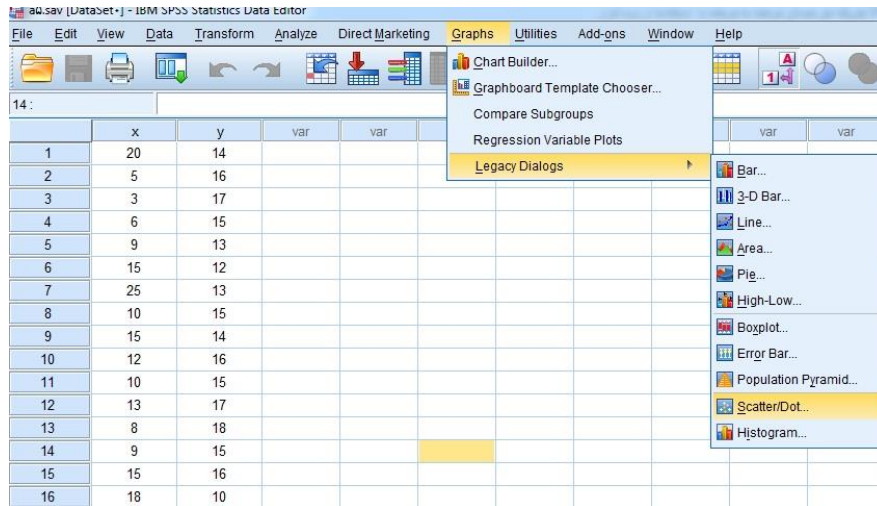 a0.sav [DataSet*] - IBM SPSS Statistics Data Editor
File Edit View Data Transform Analyze Direct Marketing Graphs Utilities Add-ons Window Help
Chart Builder...
Graphboard Template Chooser...
Compare Subgroups
Regression Variable Plots
Legacy Dialogs
Bar...
3-D Bar...
Line...
Area...
Pie...
High-Low...
Boxplot...
Error Bar...
Population Pyramid...
Scatter/Dot...
Histogram...
A
14
14 :
x y var var var var
1 20 14
2 5 16
3 3 17
4 6 15
5 9 13
6 15 12
7 25 13
8 10 15
9 15 14
10 12 16
11 10 15
12 13 17
13 8 18
14 9 15
15 15 16
16 18 10